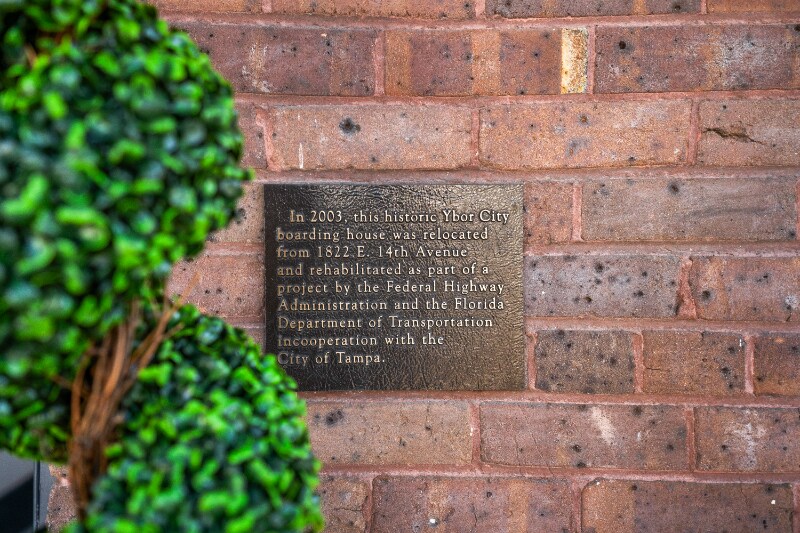 In 2003, this historic Ybor City
boarding house was relocated
from 1822 E. 14th Avenue
and rehabilitated as part of a
project by the Federal Highway
Administration and the Florida
Department of Transportation
incooperation with the
City of Tampa.